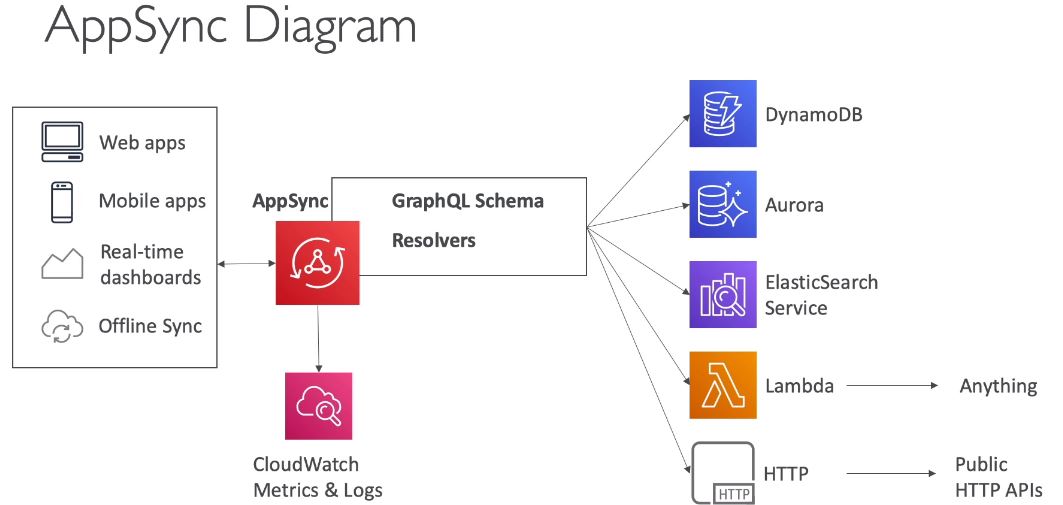 AppSync Diagram
Web apps
Mobile apps
Real-time
dashboards
Offline Sync
AppSync
GraphQL Schema
Resolvers
CloudWatch
Metrics & Logs
DynamoDB
Aurora
ElasticSearch
Service
Lambda
Anything
HTTP
HTTP
Public
HTTP APIs